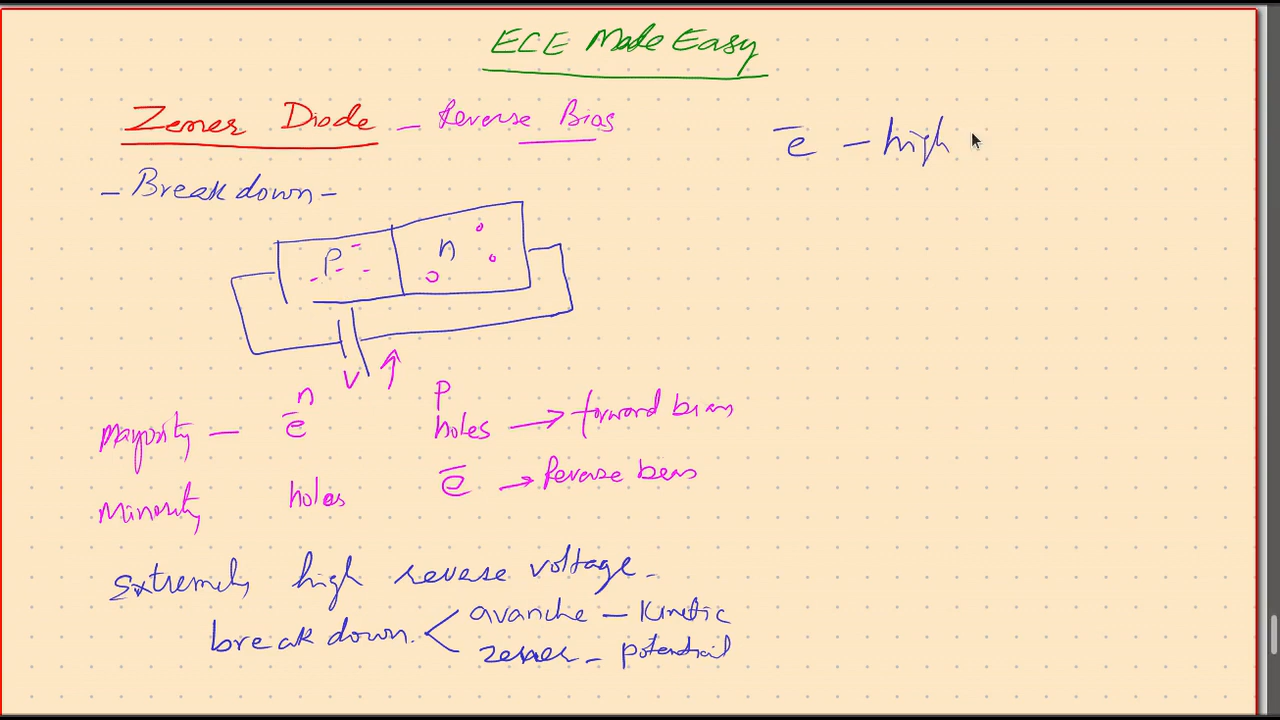 ECE Made Easy
Zener Diode - Reverse Bias
- Break down -
P n
V
n P
Majority - e̅ holes → forward bias
Minority holes e̅ → Reverse bias
Extremely high reverse voltage.
break down. < avanche - Kinetic
zener - potential
e̅ - high